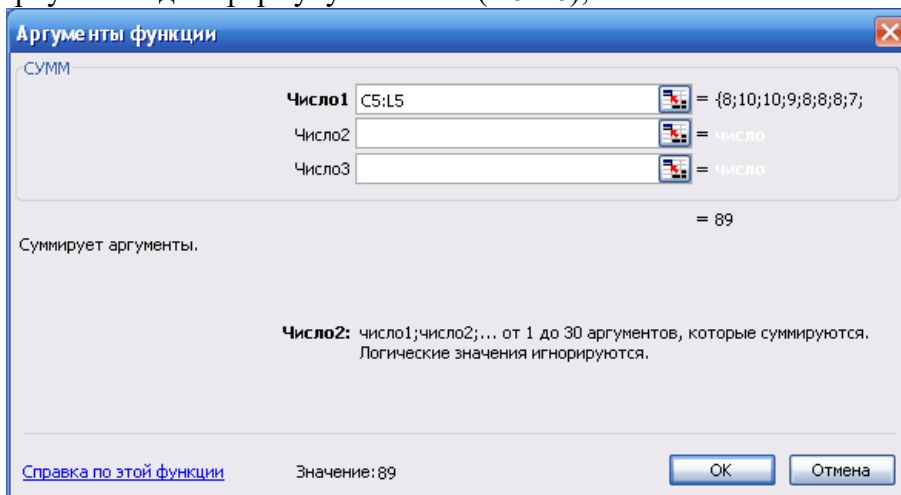 Аргументы функции
СУММ
Число1 C5:L5 = {8;10;10;9;8;8;8;7;
Число2 = число
Число3 = число
= 89
Суммирует аргументы.
Число2: число1;число2;... от 1 до 30 аргументов, которые суммируются.
Логические значения игнорируются.
Справка по этой функции Значение:89 ОК Отмена